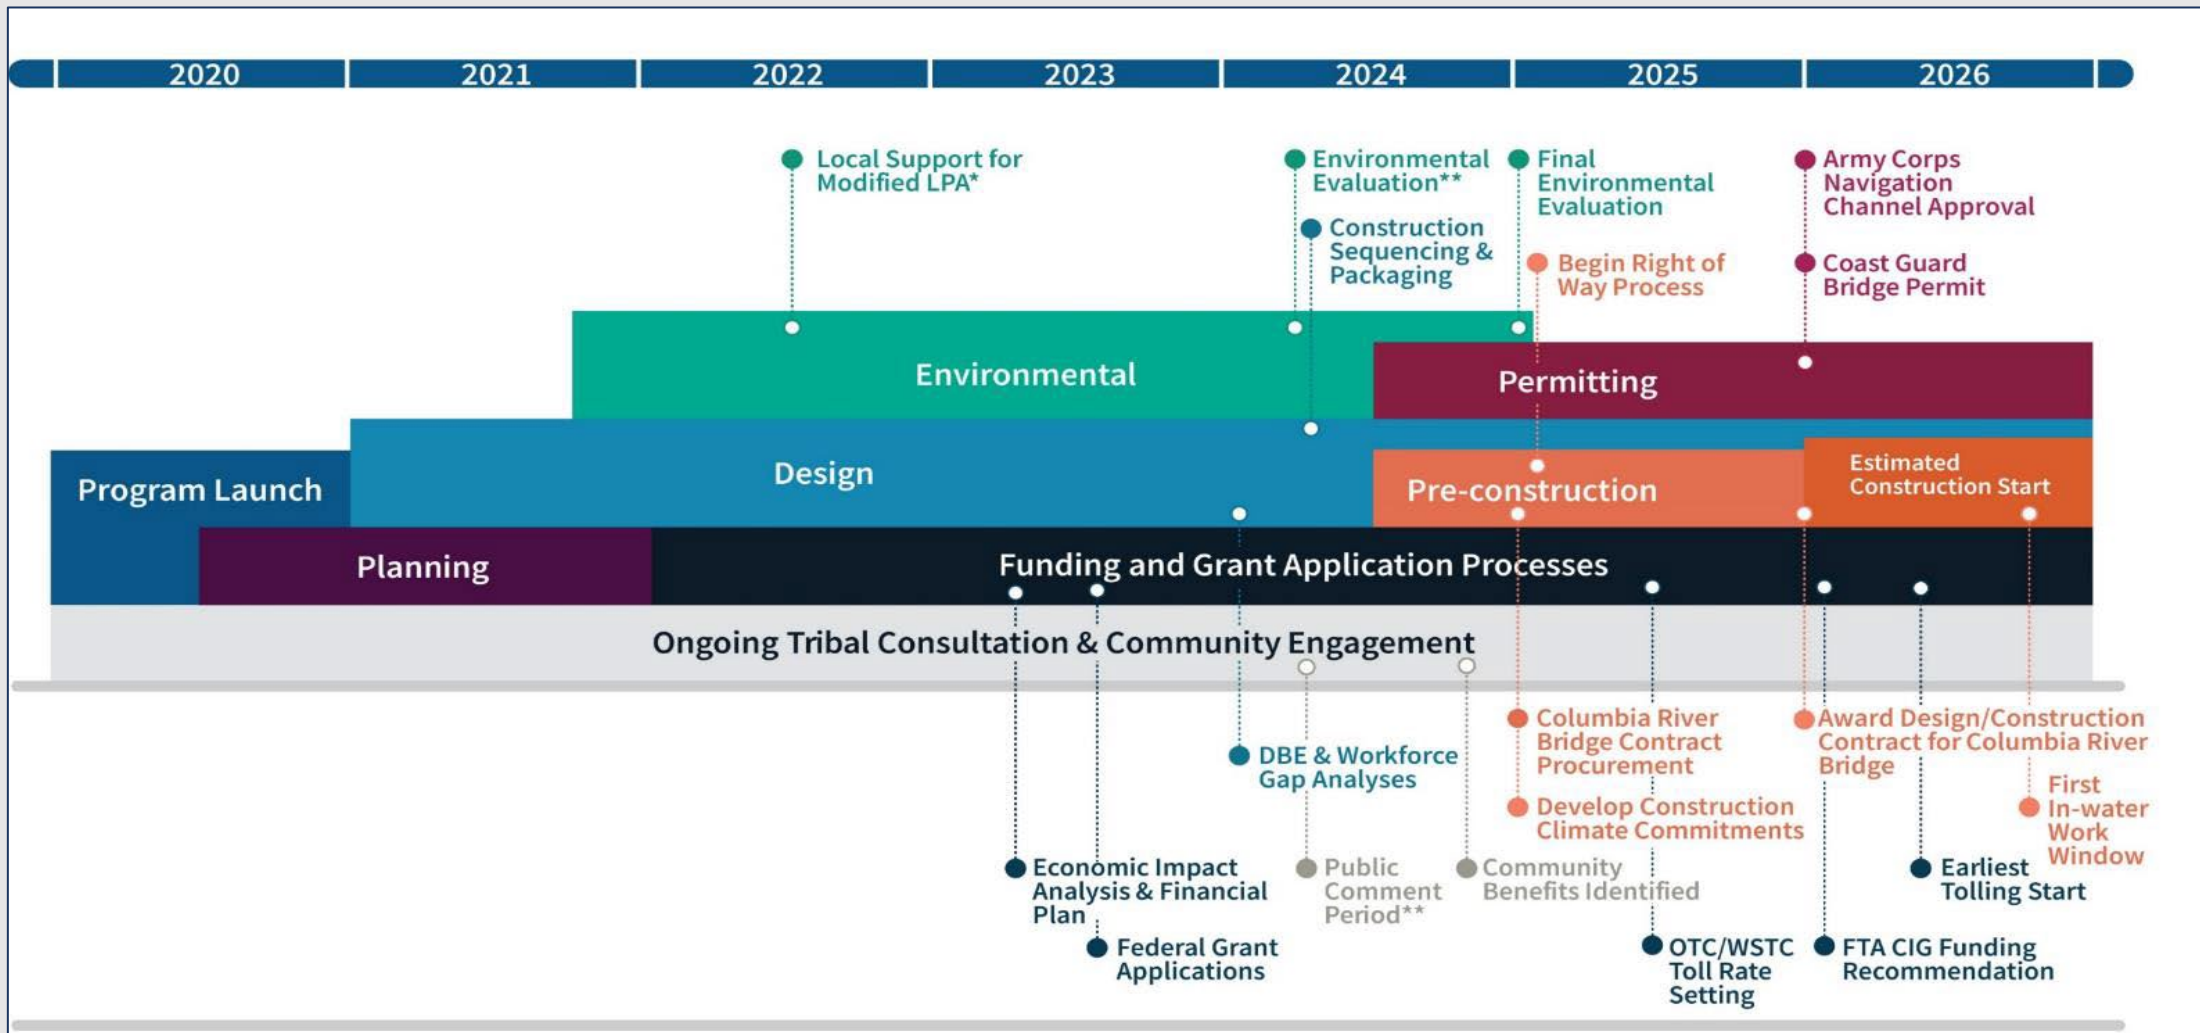 2020
2021
2022
2023
2024
2025
2026
Local Support for
Modified LPA*
Environmental
Evaluation**
Final
Environmental
Evaluation
Army Corps
Navigation
Channel Approval
Construction
Sequencing &
Packaging
Begin Right of
Way Process
Coast Guard
Bridge Permit
Environmental
Permitting
Program Launch
Design
Pre-construction
Estimated
Construction Start
Planning
Funding and Grant Application Processes
Ongoing Tribal Consultation & Community Engagement
DBE & Workforce
Gap Analyses
Columbia River
Bridge Contract
Procurement
Award Design/Construction
Contract for Columbia River
Bridge
Develop Construction
Climate Commitments
First
In-water
Work
Window
Economic Impact
Analysis & Financial
Plan
Public
Comment
Period**
Community
Benefits Identified
Earliest
Tolling Start
Federal Grant
Applications
OTC/WSTC
Toll Rate
Setting
FTA CIG Funding
Recommendation